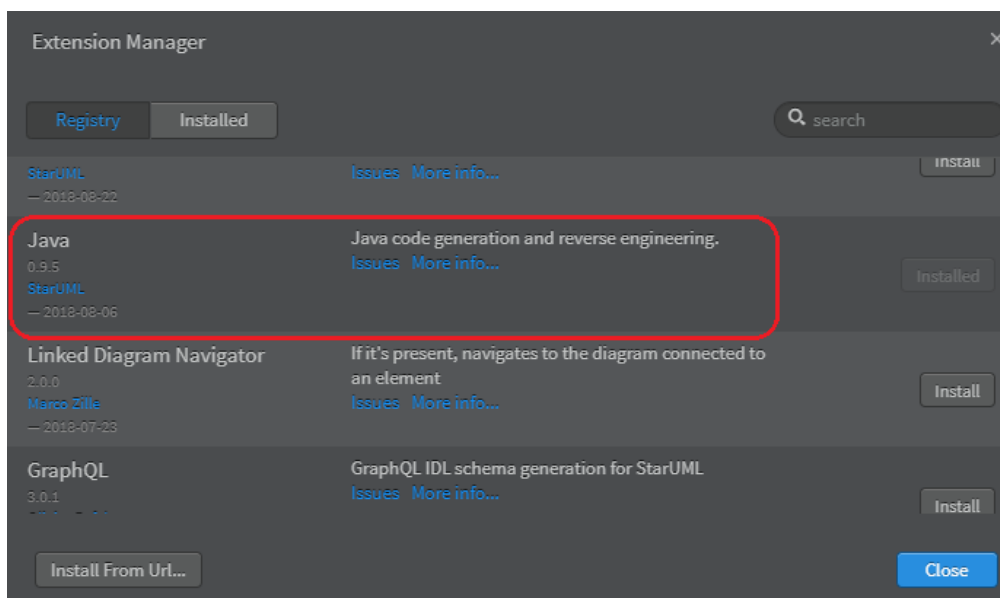 Extension Manager
×
Registry Installed
search
StarUML
— 2018-08-22
Issues More info...
Install
Java
0.9.5
StarUML
— 2018-08-06
Java code generation and reverse engineering.
Issues More info...
Installed
Linked Diagram Navigator
2.0.0
Marco Zille
— 2018-07-23
If it's present, navigates to the diagram connected to
an element
Issues More info...
Install
GraphQL
3.0.1
GraphQL IDL schema generation for StarUML
Issues More info...
Install
Install From Url...
Close